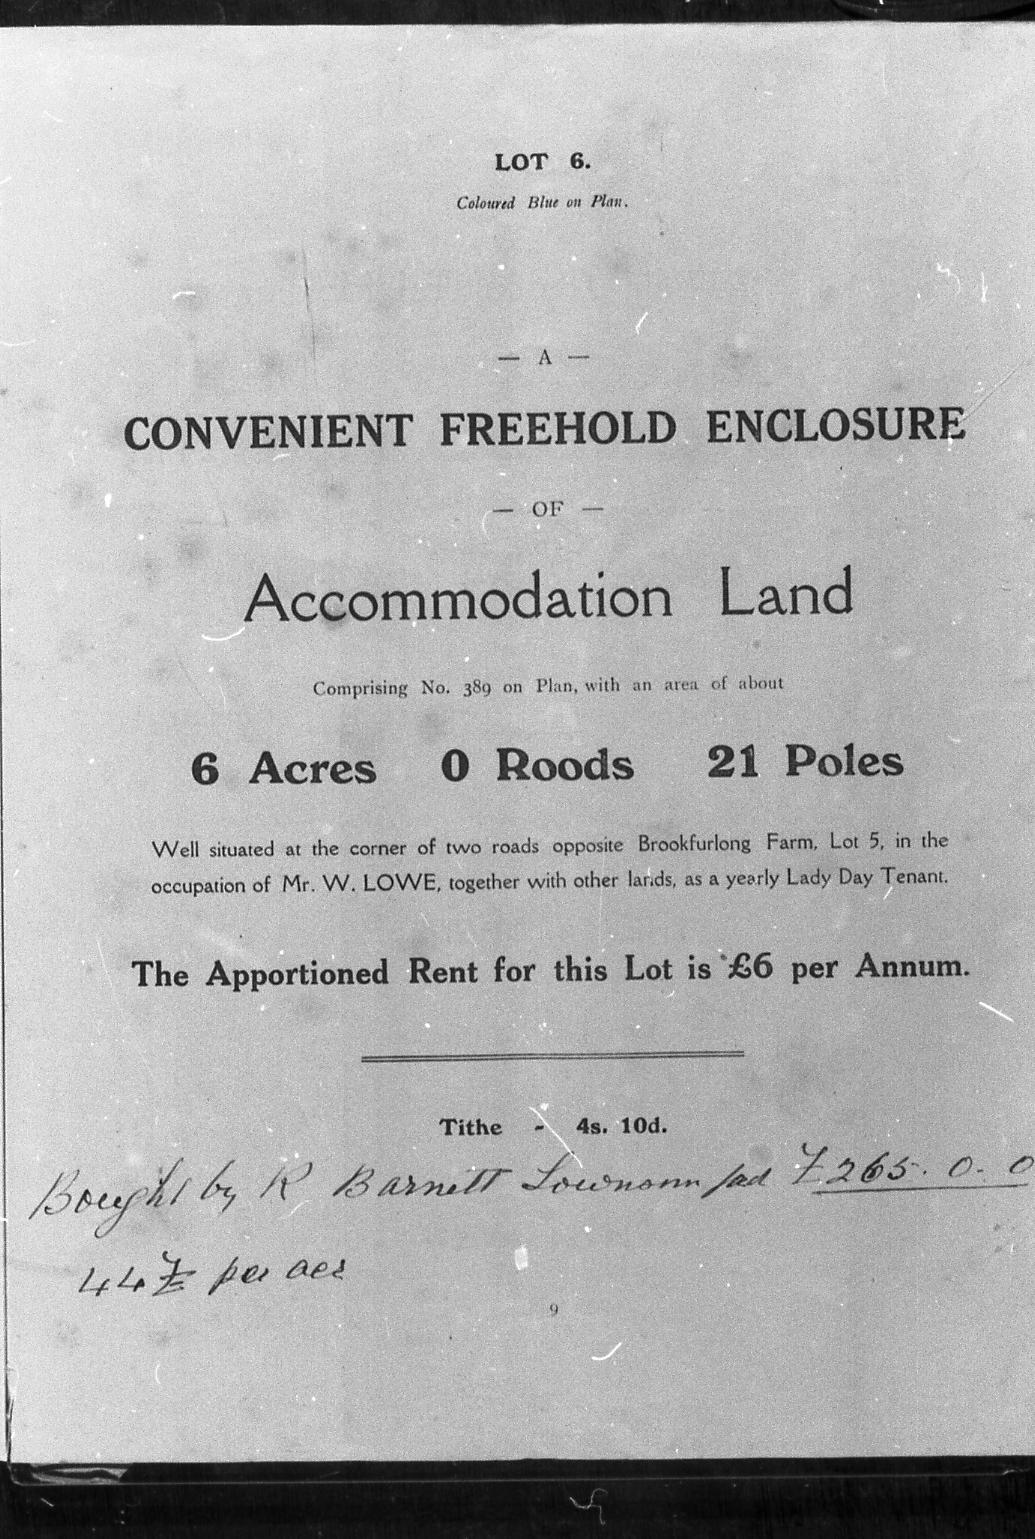 LOT 6.
Coloured Blue on Plan.
— A —
CONVENIENT FREEHOLD ENCLOSURE
— OF —
Accommodation Land
Comprising No. 389 on Plan, with an area of about
6 Acres 0 Roods 21 Poles
Well situated at the corner of two roads opposite Brookfurlong Farm, Lot 5, in the
occupation of Mr. W. LOWE, together with other lands, as a yearly Lady Day Tenant.
The Apportioned Rent for this Lot is £6 per Annum.
Tithe - 4s. 10d.
Bought by R Barnett £265. 0. 0
44£ per
9